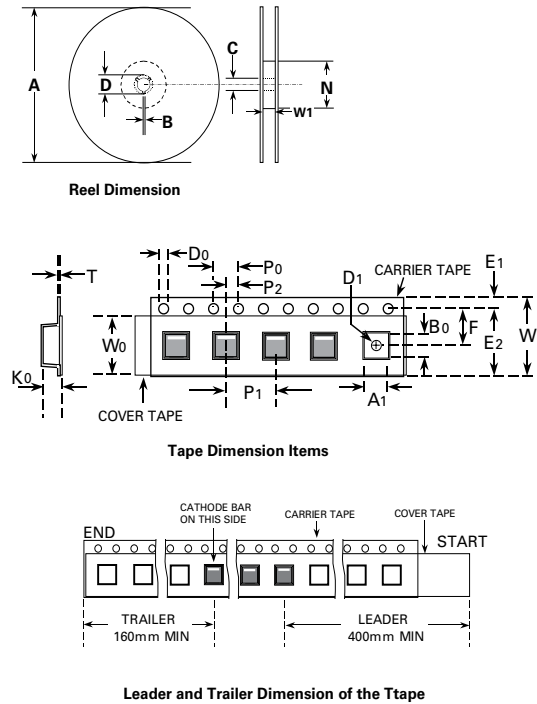 A
D
B
C
N
W1
Reel Dimension
T
D0
P0
P2
D1
CARRIER TAPE
E1
W0
B0
F
E2
W
K0
COVER TAPE
P1
A1
Tape Dimension Items
CATHODE BAR
ON THIS SIDE
CARRIER TAPE
COVER TAPE
END
START
TRAILER
160mm MIN
LEADER
400mm MIN
Leader and Trailer Dimension of the Ttape